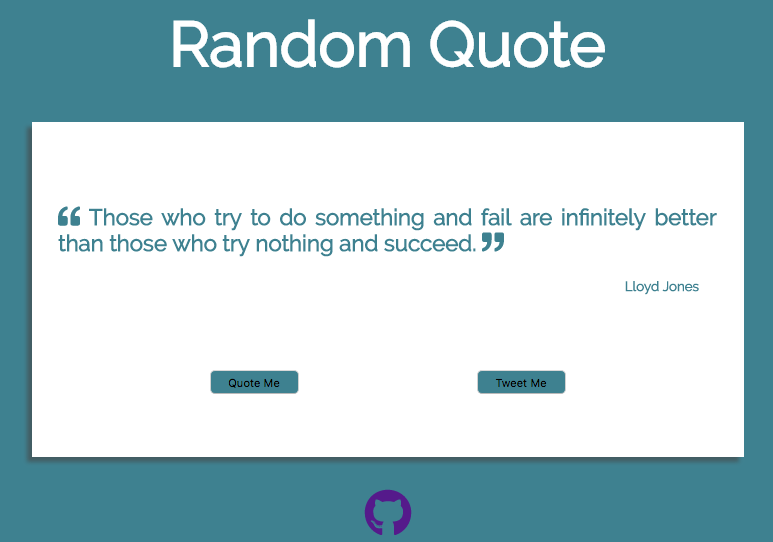 Random Quote
“ Those who try to do something and fail are infinitely better
than those who try nothing and succeed. ”
Lloyd Jones
Quote Me
Tweet Me